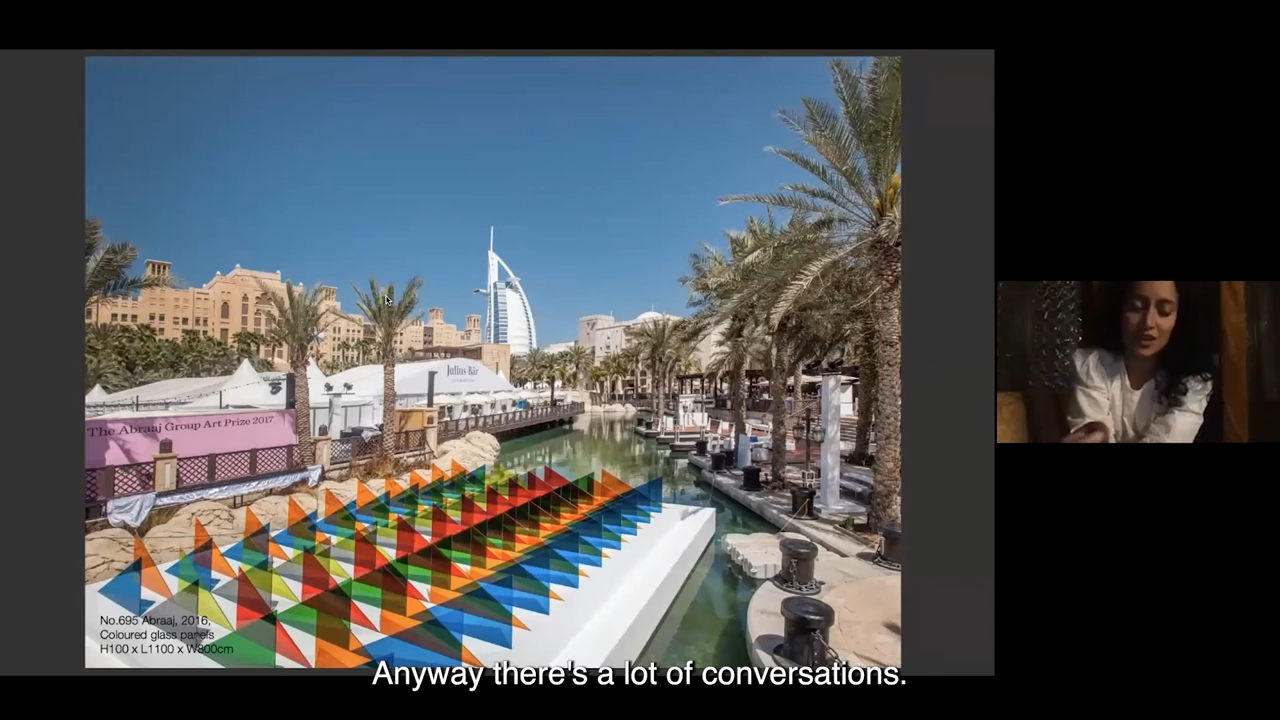 Julius Bär
The Abraaj Group Art Prize 2017
No.695 Abraaj, 2016,
Coloured glass panels
H100 x L1100 x W800cm
Anyway there's a lot of conversations.